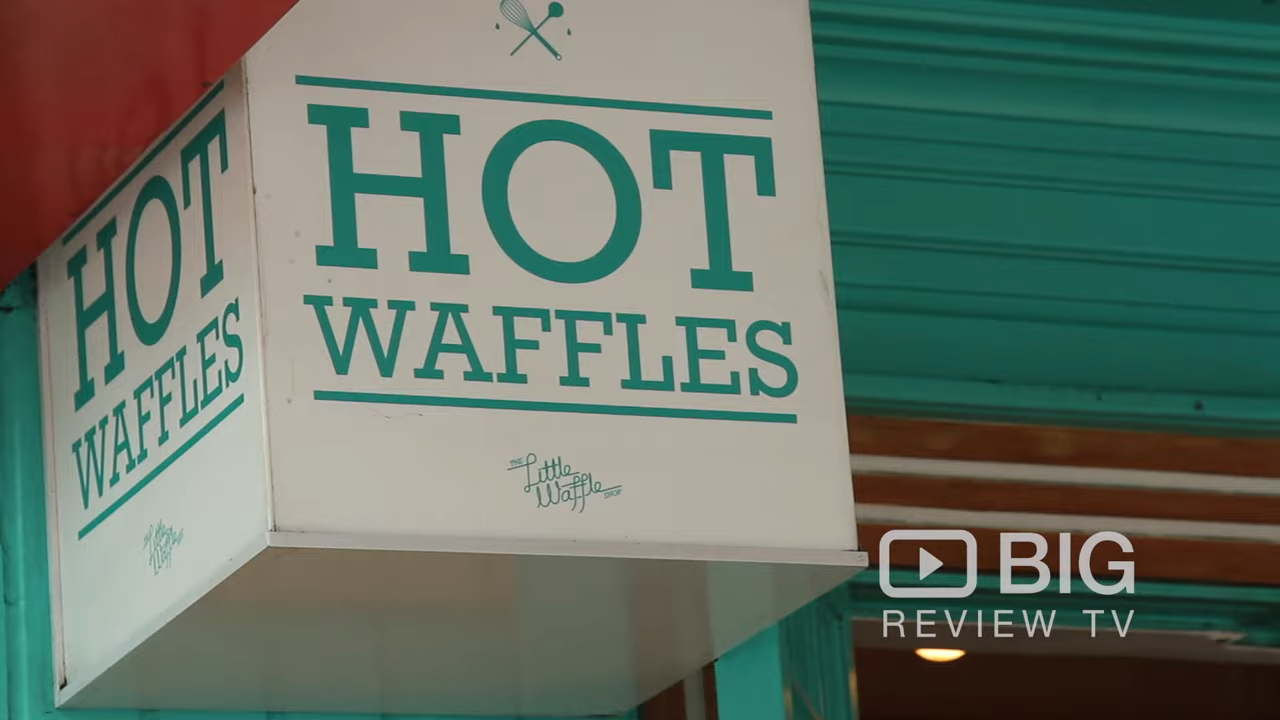 HOT
WAFFLES
HOT
WAFFLES
THE
Little
Waffle
SHOP
BIG
REVIEW TV